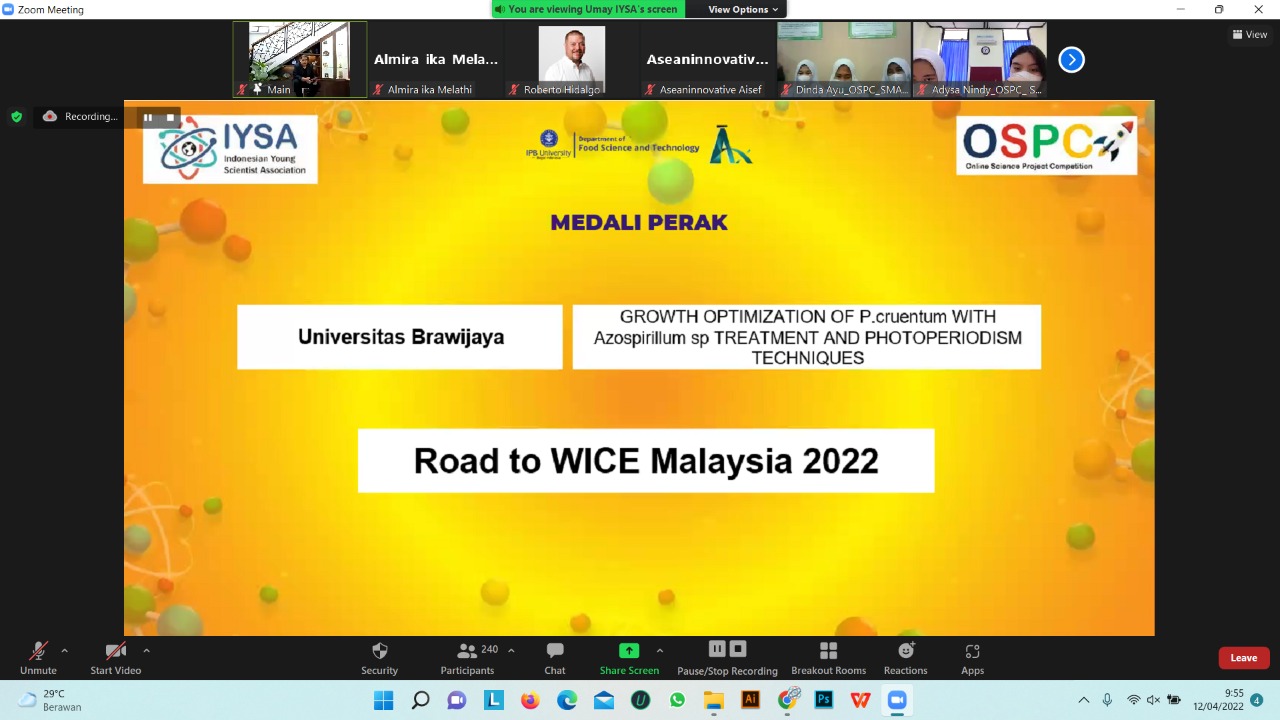 Zoom Meeting
You are viewing Umay IYSA's screen
View Options
View
Almira ika Mela...
Aseaninnovativ...
Main
Almira ika Melathi
Roberto Hidalgo
Aseaninnovative Aisef
Dinda Ayu_OSPC_SMA...
Adysa Nindy_OSPC_ S...
Recording...
IYSA
Indonesian Young
Scientist Association
IPB University
Department of
Food Science and Technology
OSPC
Online Science Project Competition
MEDALI PERAK
Universitas Brawijaya
GROWTH OPTIMIZATION OF P.cruentum WITH
Azospirillum sp TREATMENT AND PHOTOPERIODISM
TECHNIQUES
Road to WICE Malaysia 2022
Unmute
Start Video
Security
240
Participants
Chat
Share Screen
Pause/Stop Recording
Breakout Rooms
Reactions
Apps
Leave
29°C
Berawan
L
U
Ai
Ps
W
9:55
12/04/2022
4